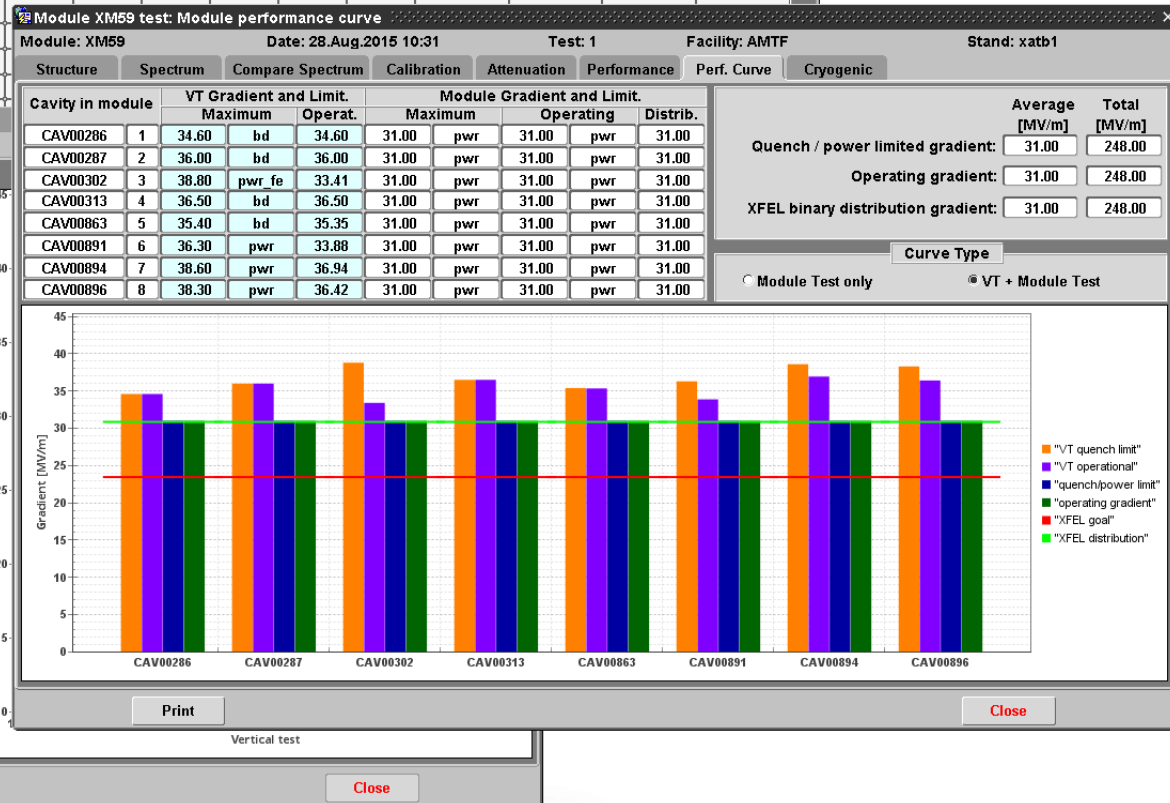 Module XM59 test: Module performance curve
Module: XM59 Date: 28.Aug.2015 10:31 Test: 1 Facility: AMTF Stand: xatb1
Structure Spectrum Compare Spectrum Calibration Attenuation Performance Perf. Curve Cryogenic
Cavity in module VT Gradient and Limit. Module Gradient and Limit.
Maximum Operat. Maximum Operating Distrib.
CAV00286 1 34.60 bd 34.60 31.00 pwr 31.00 pwr 31.00
CAV00287 2 36.00 bd 36.00 31.00 pwr 31.00 pwr 31.00
CAV00302 3 38.80 pwr_fe 33.41 31.00 pwr 31.00 pwr 31.00
CAV00313 4 36.50 bd 36.50 31.00 pwr 31.00 pwr 31.00
CAV00863 5 35.40 bd 35.35 31.00 pwr 31.00 pwr 31.00
CAV00891 6 36.30 pwr 33.88 31.00 pwr 31.00 pwr 31.00
CAV00894 7 38.60 pwr 36.94 31.00 pwr 31.00 pwr 31.00
CAV00896 8 38.30 pwr 36.42 31.00 pwr 31.00 pwr 31.00
Average Total
[MV/m] [MV/m]
Quench / power limited gradient: 31.00 248.00
Operating gradient: 31.00 248.00
XFEL binary distribution gradient: 31.00 248.00
Curve Type
Module Test only VT + Module Test
45
40
35
30
25
20
15
10
5
0
Gradient [MV/m]
CAV00286 CAV00287 CAV00302 CAV00313 CAV00863 CAV00891 CAV00894 CAV00896
"VT quench limit"
"VT operational"
"quench/power limit"
"operating gradient"
"XFEL goal"
"XFEL distribution"
Print Close
Vertical test
Close